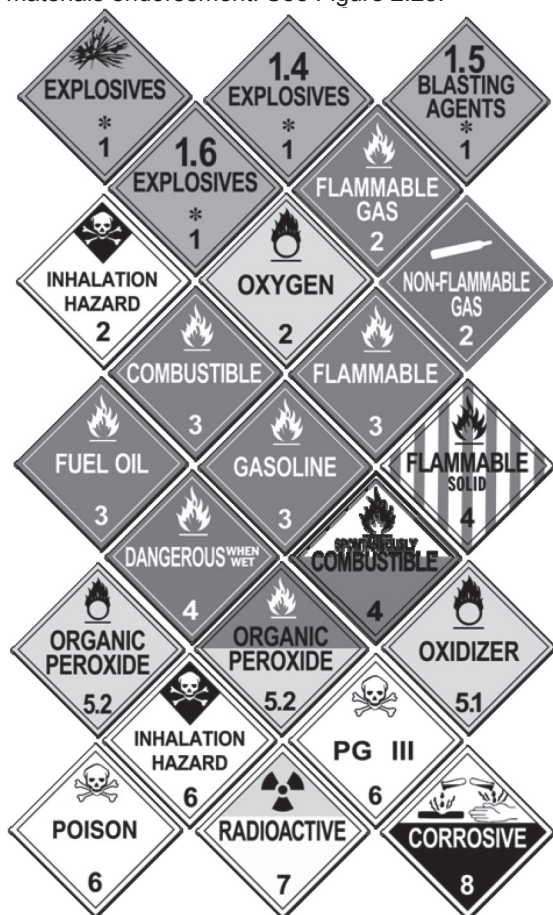 materials endorsement. See Figure
EXPLOSIVES
*
1
1.4
EXPLOSIVES
*
1
1.5
BLASTING
AGENTS
*
1
1.6
EXPLOSIVES
*
1
FLAMMABLE
GAS
2
INHALATION
HAZARD
2
OXYGEN
2
NON-FLAMMABLE
GAS
2
COMBUSTIBLE
3
FLAMMABLE
3
FUEL OIL
3
GASOLINE
3
FLAMMABLE
SOLID
4
DANGEROUS WHEN
WET
4
SPONTANEOUSLY
COMBUSTIBLE
4
ORGANIC
PEROXIDE
5.2
ORGANIC
PEROXIDE
5.2
OXIDIZER
5.1
INHALATION
HAZARD
6
PG III
6
POISON
6
RADIOACTIVE
7
CORROSIVE
8